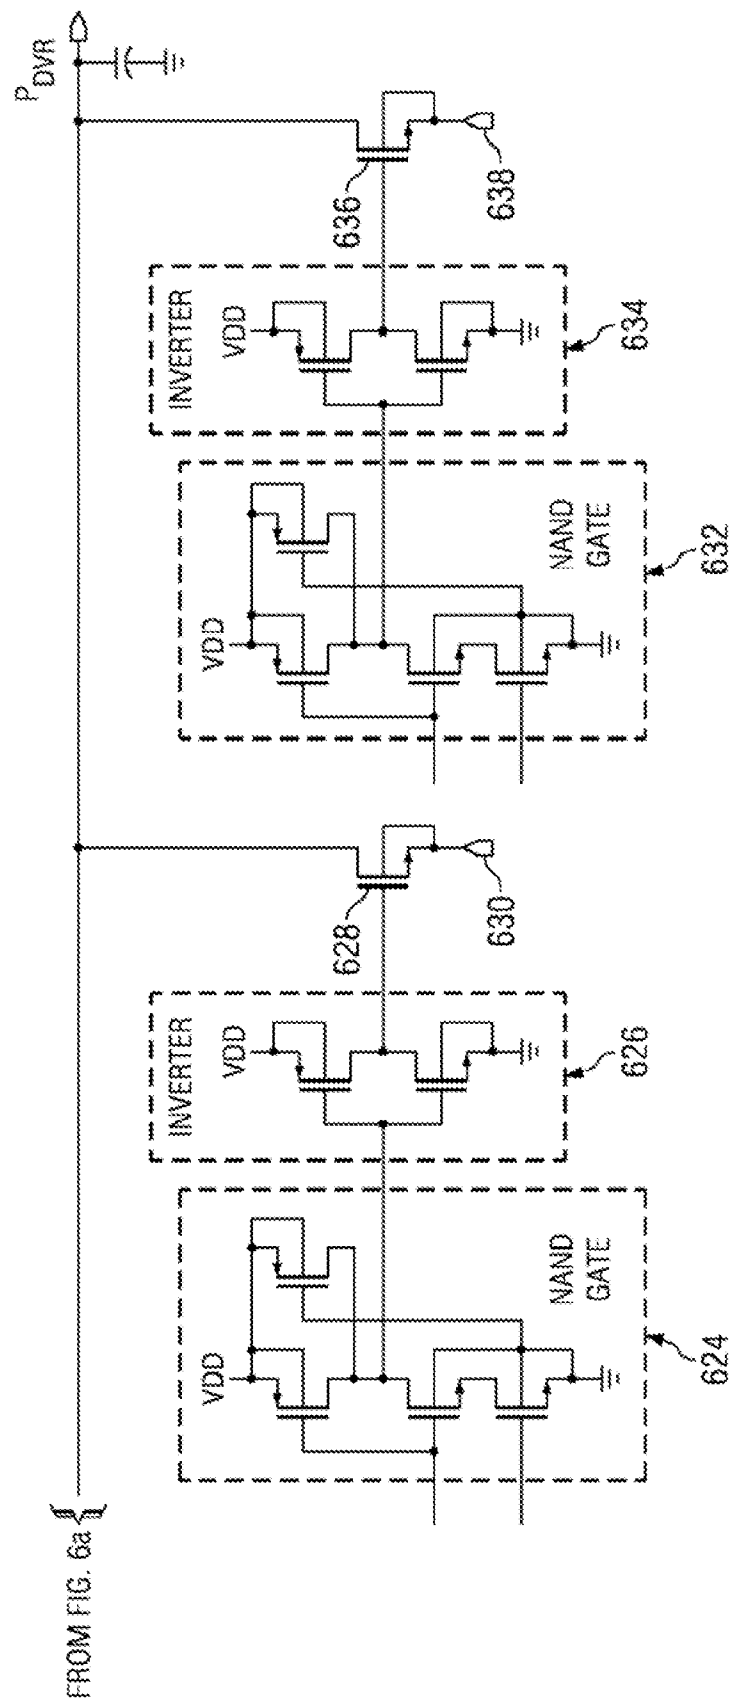 FROM FIG. 6a
P_DVR
VDD
NAND
GATE
624
INVERTER
VDD
626
628
630
VDD
NAND
GATE
632
INVERTER
VDD
634
636
638